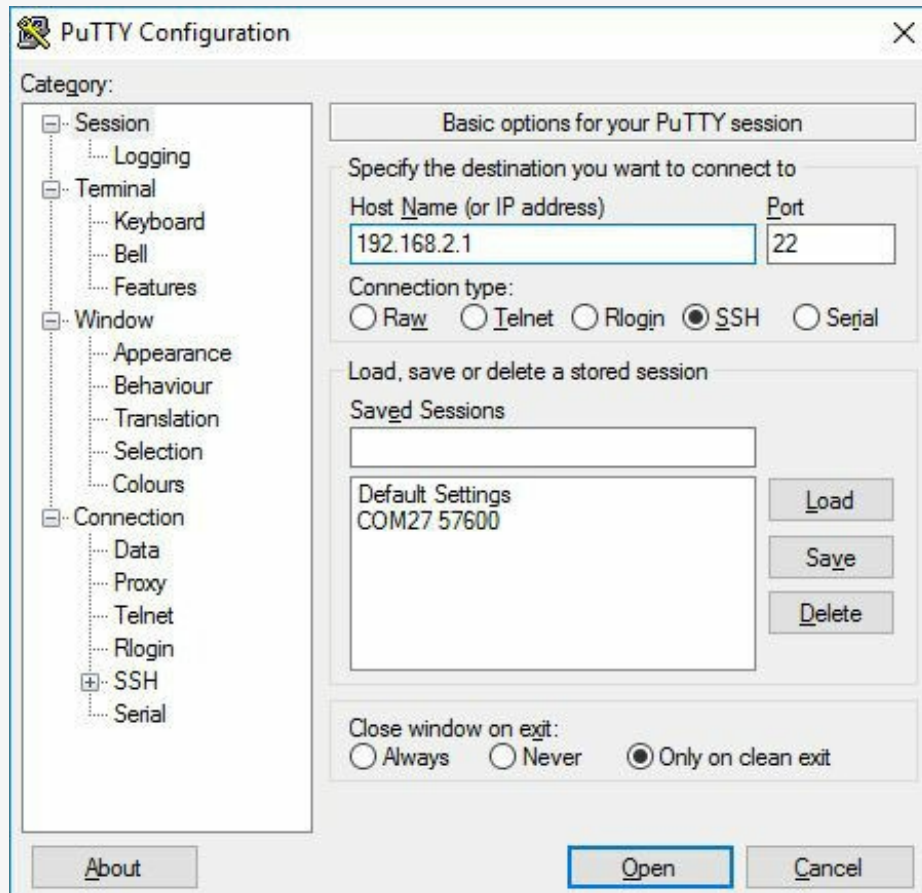 PuTTY Configuration
Category:
Session
Logging
Terminal
Keyboard
Bell
Features
Window
Appearance
Behaviour
Translation
Selection
Colours
Connection
Data
Proxy
Telnet
Rlogin
SSH
Serial
Basic options for your PuTTY session
Specify the destination you want to connect to
Host Name (or IP address) Port
192.168.2.1 22
Connection type:
Raw Telnet Rlogin SSH Serial
Load, save or delete a stored session
Saved Sessions
Default Settings
COM27 57600
Load
Save
Delete
Close window on exit:
Always Never Only on clean exit
About Open Cancel